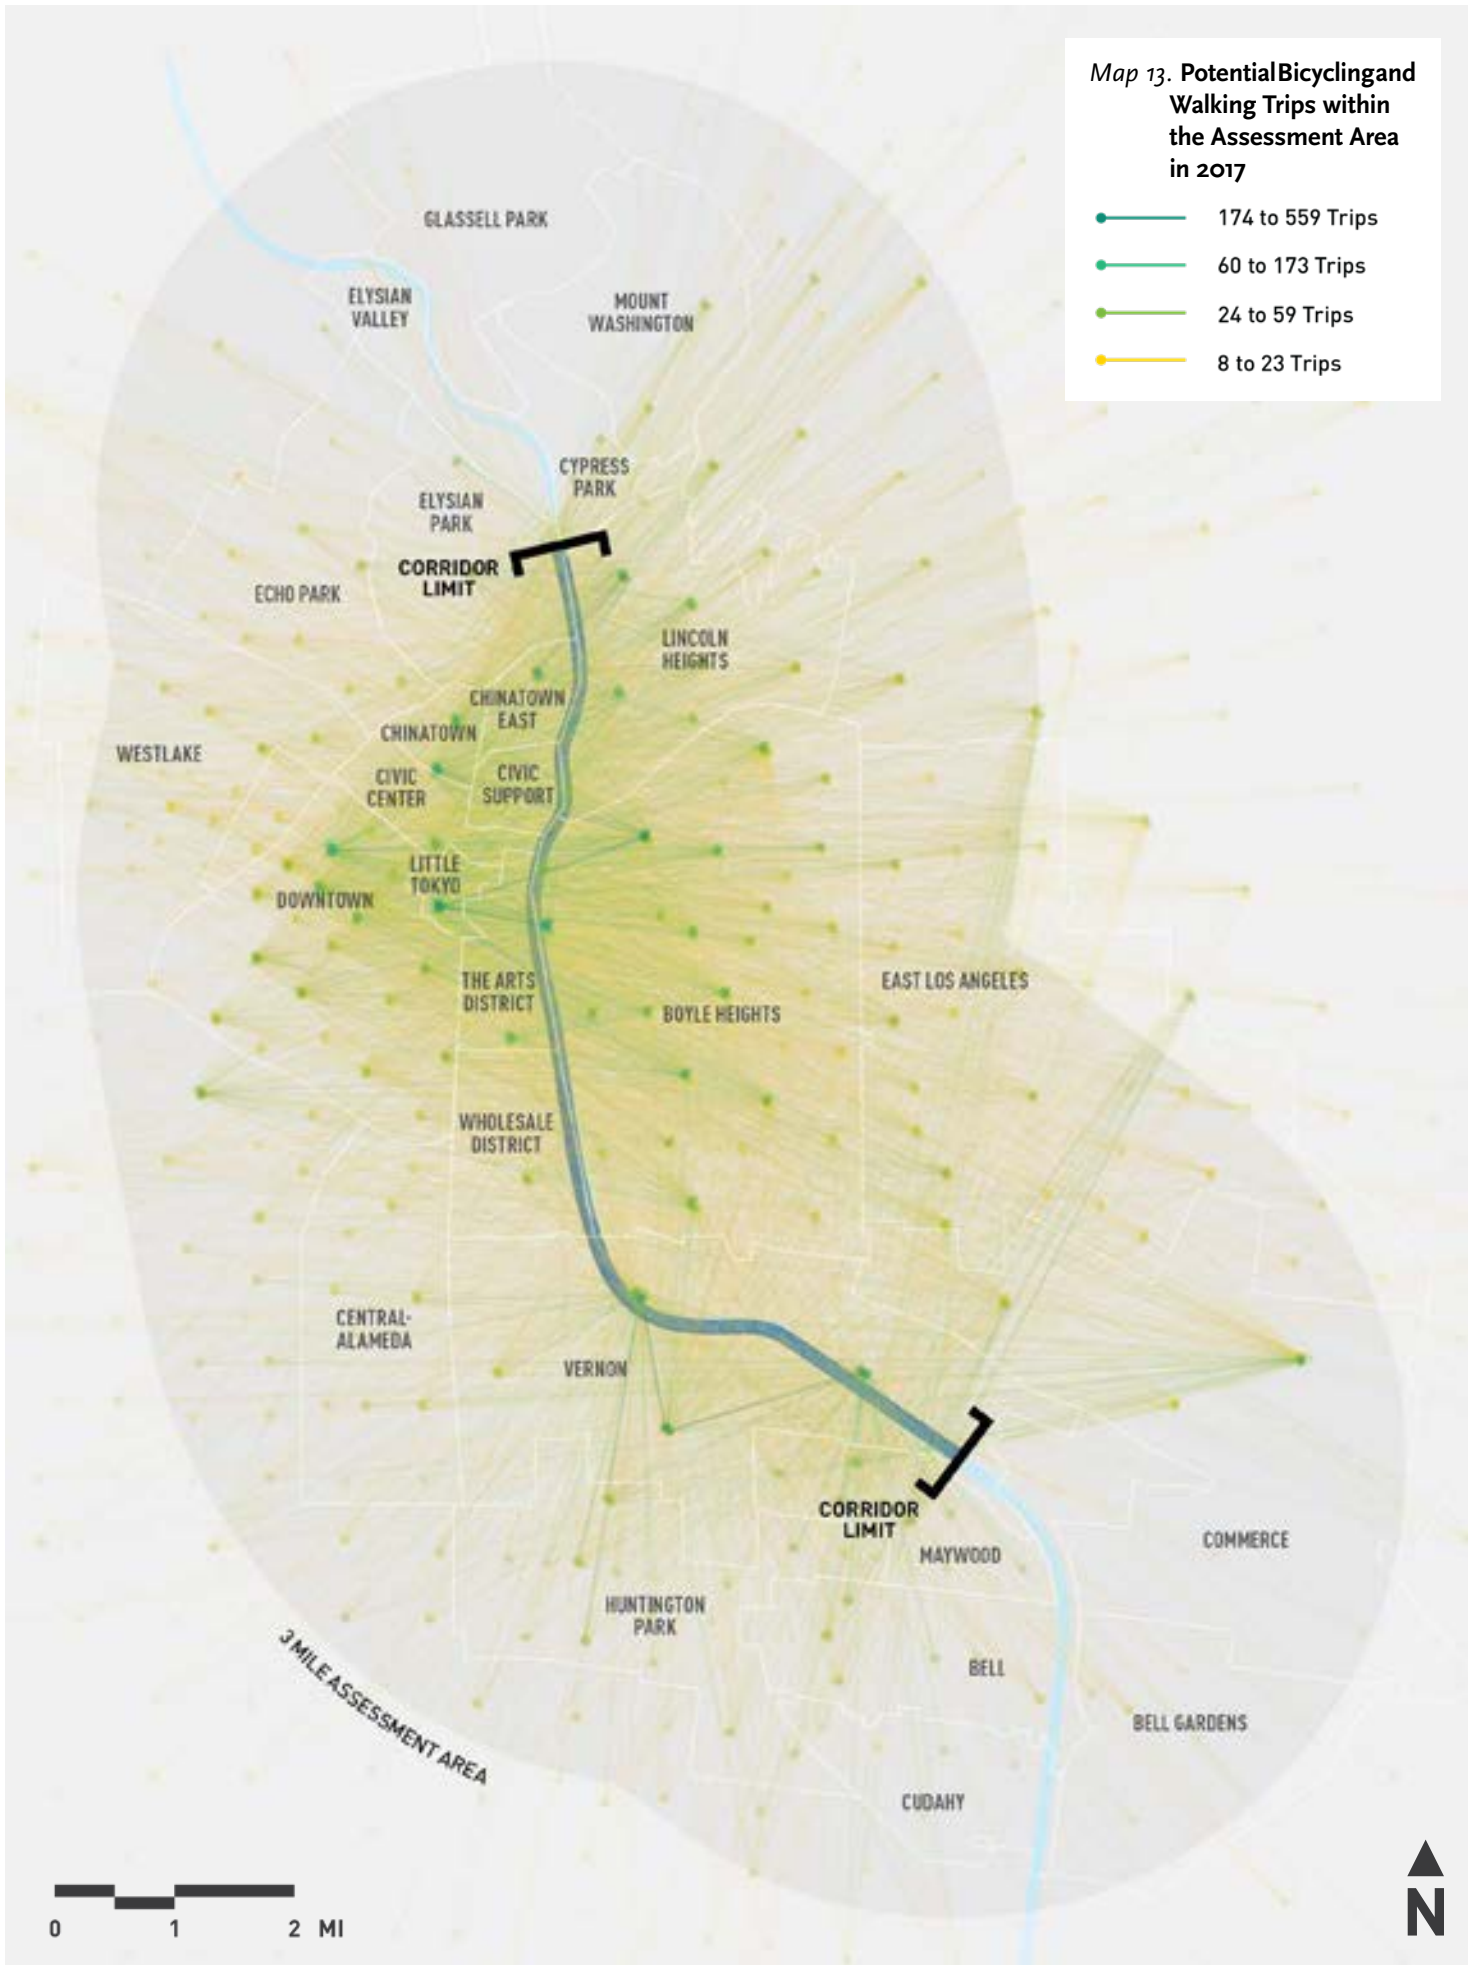 Map 13. Potential Bicycling and
Walking Trips within
the Assessment Area
in 2017
174 to 559 Trips
60 to 173 Trips
24 to 59 Trips
8 to 23 Trips
GLASSELL PARK
ELYSIAN
VALLEY
MOUNT
WASHINGTON
CYPRESS
PARK
ELYSIAN
PARK
CORRIDOR
LIMIT
ECHO PARK
LINCOLN
HEIGHTS
CHINATOWN
EAST
CHINATOWN
WESTLAKE
CIVIC
CENTER
CIVIC
SUPPORT
LITTLE
TOKYO
DOWNTOWN
THE ARTS
DISTRICT
EAST LOS ANGELES
BOYLE HEIGHTS
WHOLESALE
DISTRICT
CENTRAL-
ALAMEDA
VERNON
CORRIDOR
LIMIT
MAYWOOD
COMMERCE
HUNTINGTON
PARK
3 MILE ASSESSMENT AREA
BELL
BELL GARDENS
CUDAHY
0 1 2 MI
N